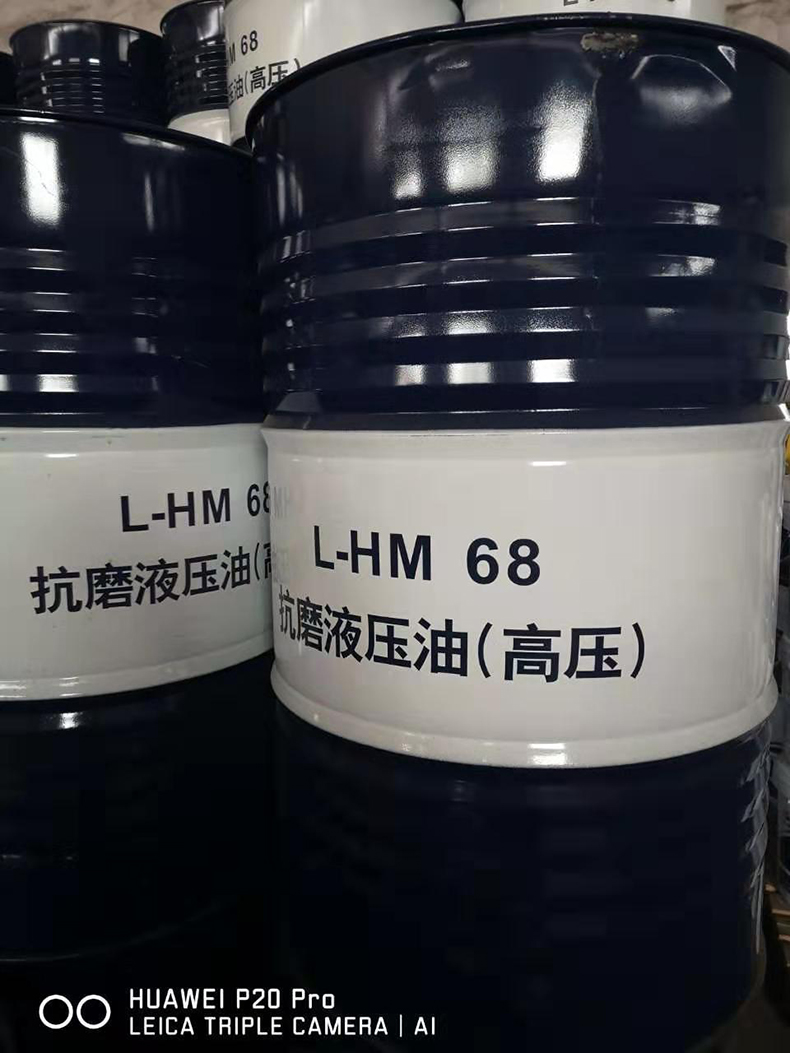 M 68
压油(高压)
L-HM 68
抗磨液压油(高
L-HM 68
抗磨液压油(高压)
HUAWEI P20 Pro
LEICA TRIPLE CAMERA | AI